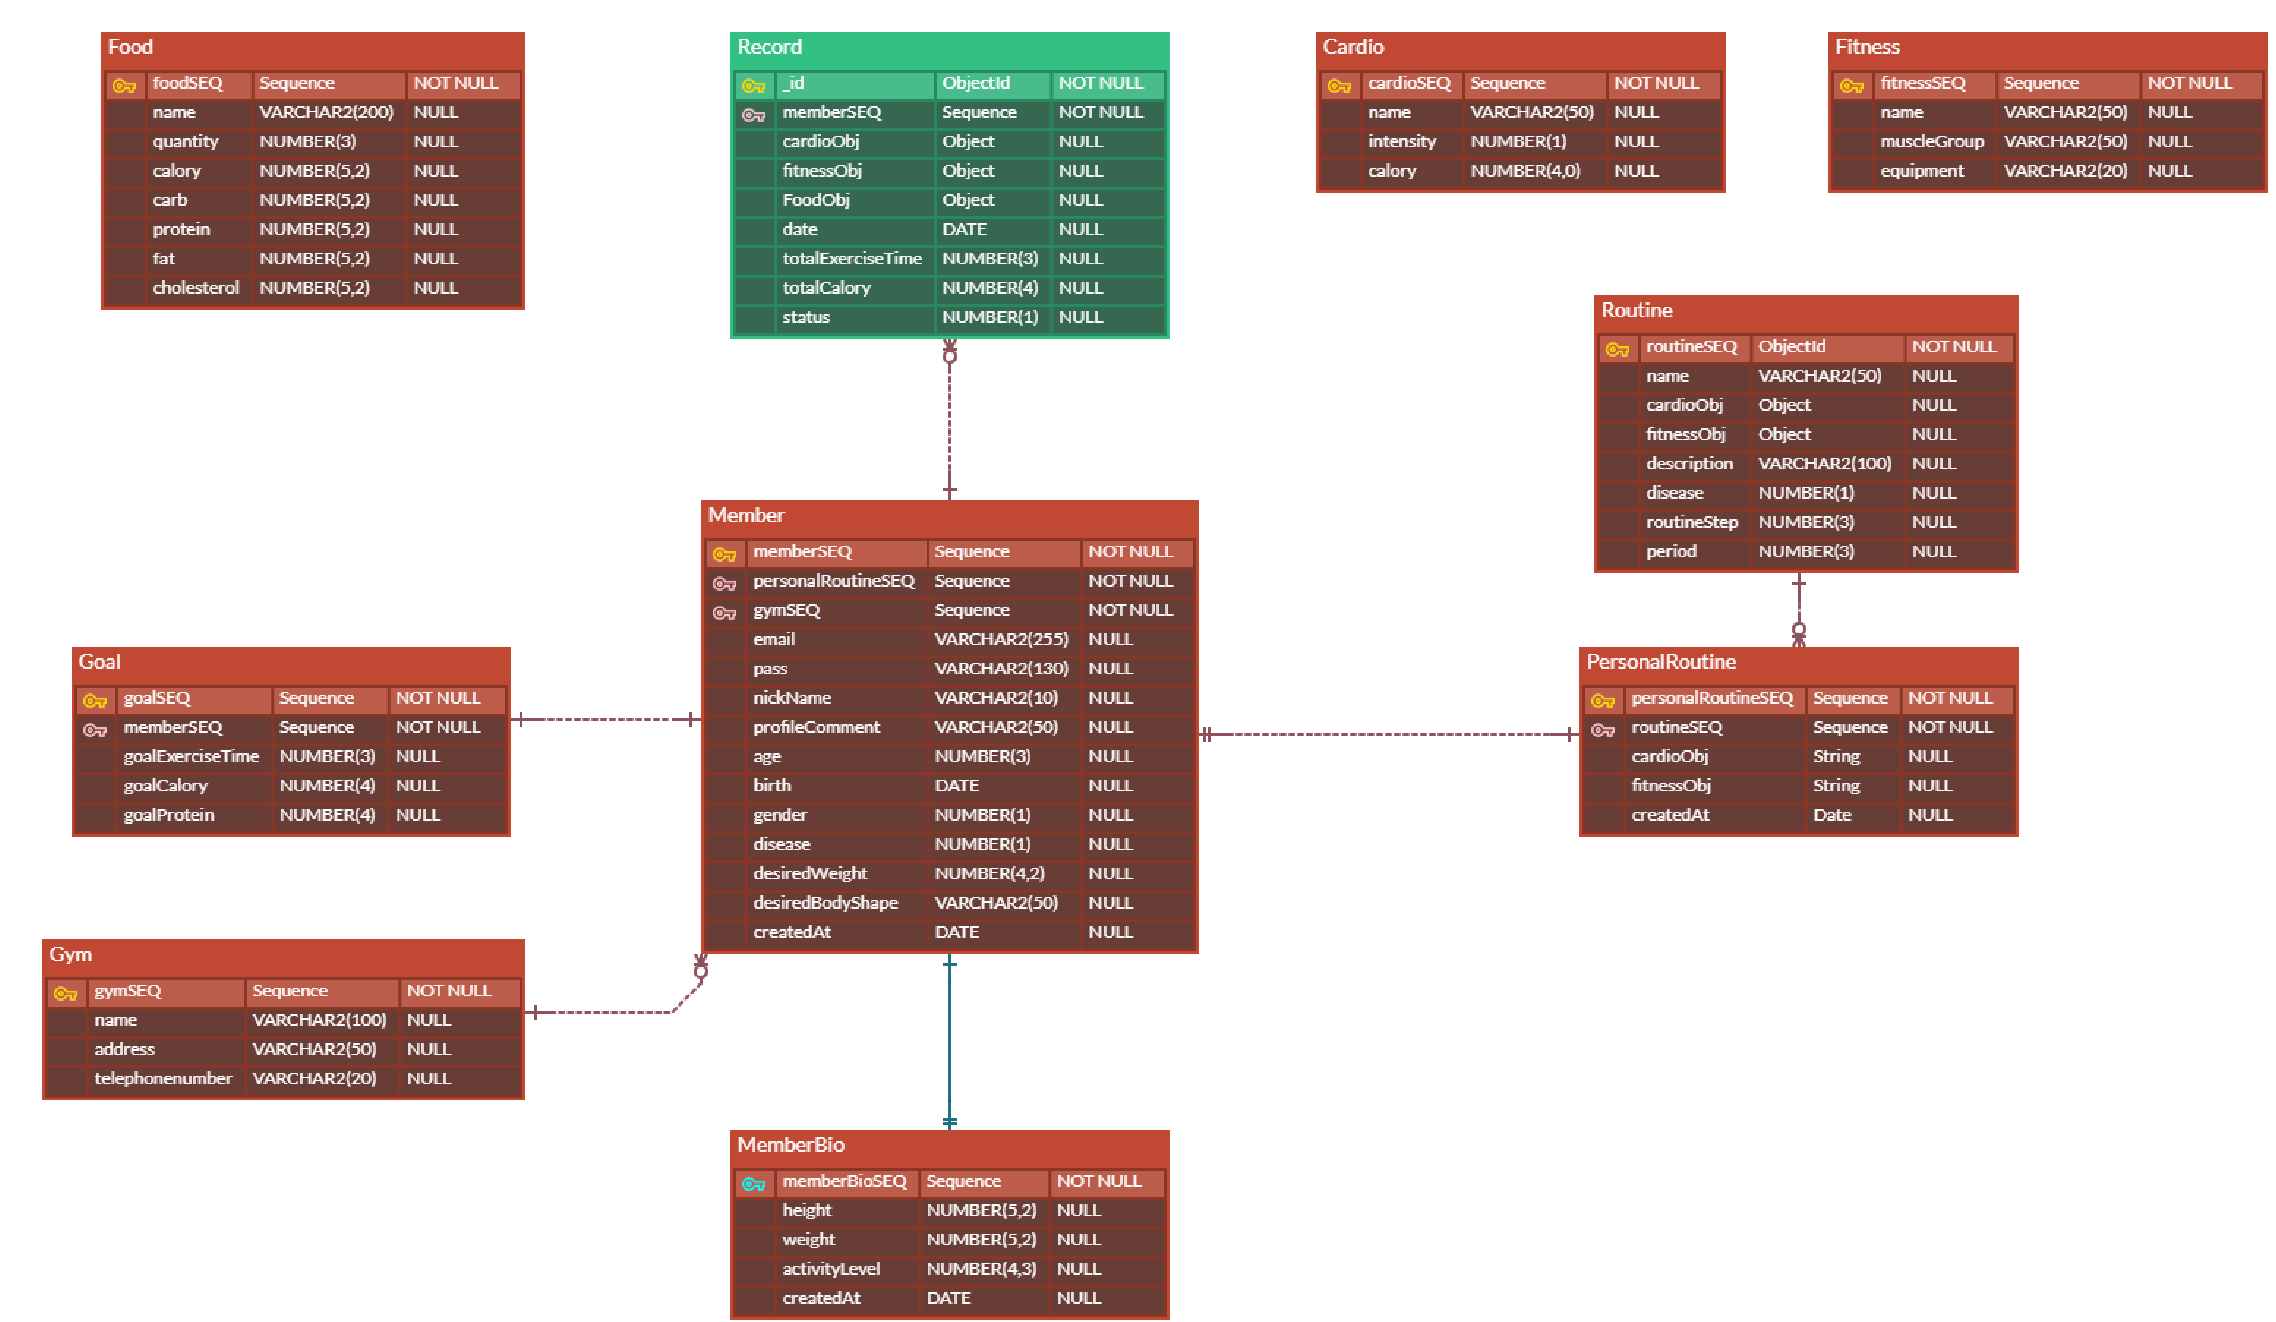 Food
foodSEQ Sequence NOT NULL
name VARCHAR2(200) NULL
quantity NUMBER(3) NULL
calory NUMBER(5,2) NULL
carb NUMBER(5,2) NULL
protein NUMBER(5,2) NULL
fat NUMBER(5,2) NULL
cholesterol NUMBER(5,2) NULL
Record
_id ObjectId NOT NULL
memberSEQ Sequence NOT NULL
cardioObj Object NULL
fitnessObj Object NULL
FoodObj Object NULL
date DATE NULL
totalExerciseTime NUMBER(3) NULL
totalCalory NUMBER(4) NULL
status NUMBER(1) NULL
Cardio
cardioSEQ Sequence NOT NULL
name VARCHAR2(50) NULL
intensity NUMBER(1) NULL
calory NUMBER(4,0) NULL
Fitness
fitnessSEQ Sequence NOT NULL
name VARCHAR2(50) NULL
muscleGroup VARCHAR2(50) NULL
equipment VARCHAR2(20) NULL
Routine
routineSEQ ObjectId NOT NULL
name VARCHAR2(50) NULL
cardioObj Object NULL
fitnessObj Object NULL
description VARCHAR2(100) NULL
disease NUMBER(1) NULL
routineStep NUMBER(3) NULL
period NUMBER(3) NULL
Member
memberSEQ Sequence NOT NULL
personalRoutineSEQ Sequence NOT NULL
gymSEQ Sequence NOT NULL
email VARCHAR2(255) NULL
pass VARCHAR2(130) NULL
nickName VARCHAR2(10) NULL
profileComment VARCHAR2(50) NULL
age NUMBER(3) NULL
birth DATE NULL
gender NUMBER(1) NULL
disease NUMBER(1) NULL
desiredWeight NUMBER(4,2) NULL
desiredBodyShape VARCHAR2(50) NULL
createdAt DATE NULL
Goal
goalSEQ Sequence NOT NULL
memberSEQ Sequence NOT NULL
goalExerciseTime NUMBER(3) NULL
goalCalory NUMBER(4) NULL
goalProtein NUMBER(4) NULL
PersonalRoutine
personalRoutineSEQ Sequence NOT NULL
routineSEQ Sequence NOT NULL
cardioObj String NULL
fitnessObj String NULL
createdAt Date NULL
Gym
gymSEQ Sequence NOT NULL
name VARCHAR2(100) NULL
address VARCHAR2(50) NULL
telephonenumber VARCHAR2(20) NULL
MemberBio
memberBioSEQ Sequence NOT NULL
height NUMBER(5,2) NULL
weight NUMBER(5,2) NULL
activityLevel NUMBER(4,3) NULL
createdAt DATE NULL